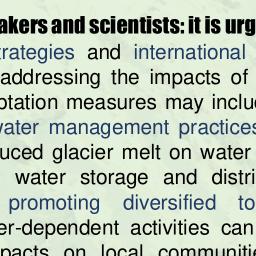 akers and scientists: it is urg
trategies and international
addressing the impacts of
ptation measures may inclu
vater management practices
uced glacier melt on water
water storage and distri
promoting diversified to
er-dependent activities can
pacts on local communiti